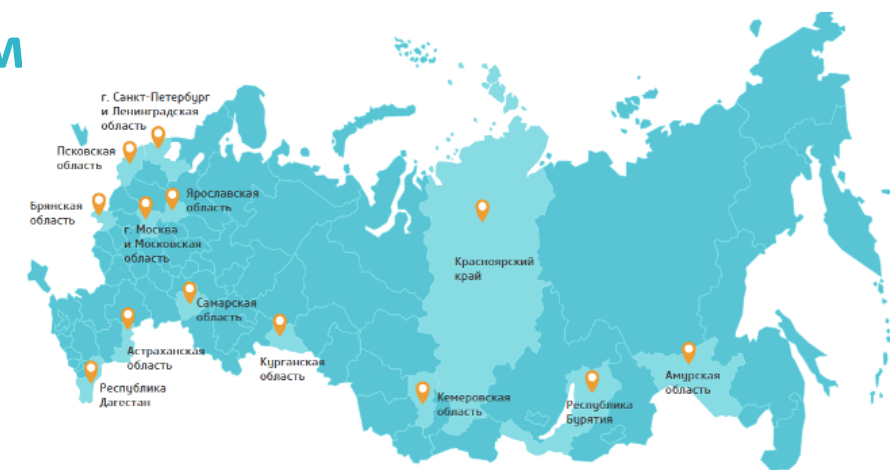 м
г. Санкт-Петербург
и Ленинградская
область
Псковская
область
Ярославская
область
Брянская
область
г. Москва
и Московская
область
Красноярский
край
Самарская
область
Астраханская
область
Курганская
область
Республика
Дагестан
Кемеровская
область
Республика
Бурятия
Амурская
область